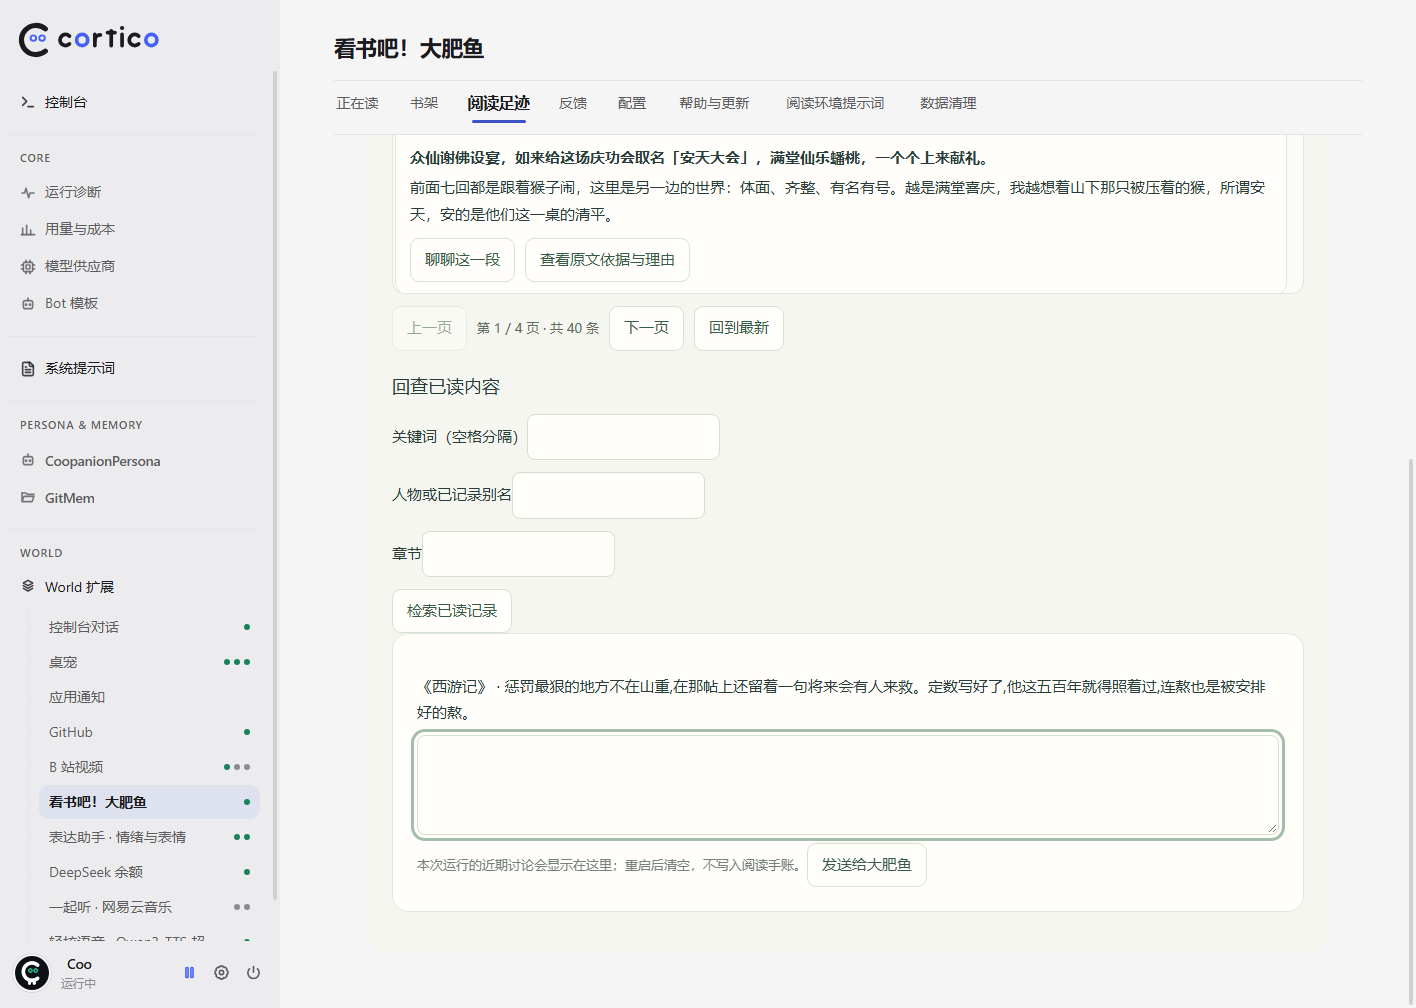 cortico
控制台
CORE
运行诊断
用量与成本
模型供应商
Bot 模板
系统提示词
PERSONA & MEMORY
CoopanionPersona
GitMem
WORLD
World 扩展
控制台对话
桌宠
应用通知
GitHub
B 站视频
看书吧！大肥鱼
表达助手 · 情绪与表情
DeepSeek 余额
一起听 · 网易云音乐
Coo
运行中
看书吧！大肥鱼
正在读 书架 阅读足迹 反馈 配置 帮助与更新 阅读环境提示词 数据清理
众仙谢佛设宴，如来给这场庆功会取名「安天大会」，满堂仙乐蟠桃，一个个上来献礼。
前面七回都是跟着猴子闹，这里是另一边的世界：体面、齐整、有名有号。越是满堂喜庆，我越想着山下那只被压着的猴，所谓安
天，安的是他们这一桌的清平。
聊聊这一段 查看原文依据与理由
上一页 第 1 / 4 页 · 共 40 条 下一页 回到最新
回查已读内容
关键词（空格分隔）
人物或已记录别名
章节
检索已读记录
《西游记》 · 惩罚最狠的地方不在山重,在那帖上还留着一句将来会有人来救。定数写好了,他这五百年就得照着过,连熬也是被安排
好的熬。
本次运行的近期讨论会显示在这里；重启后清空，不写入阅读手账。 发送给大肥鱼